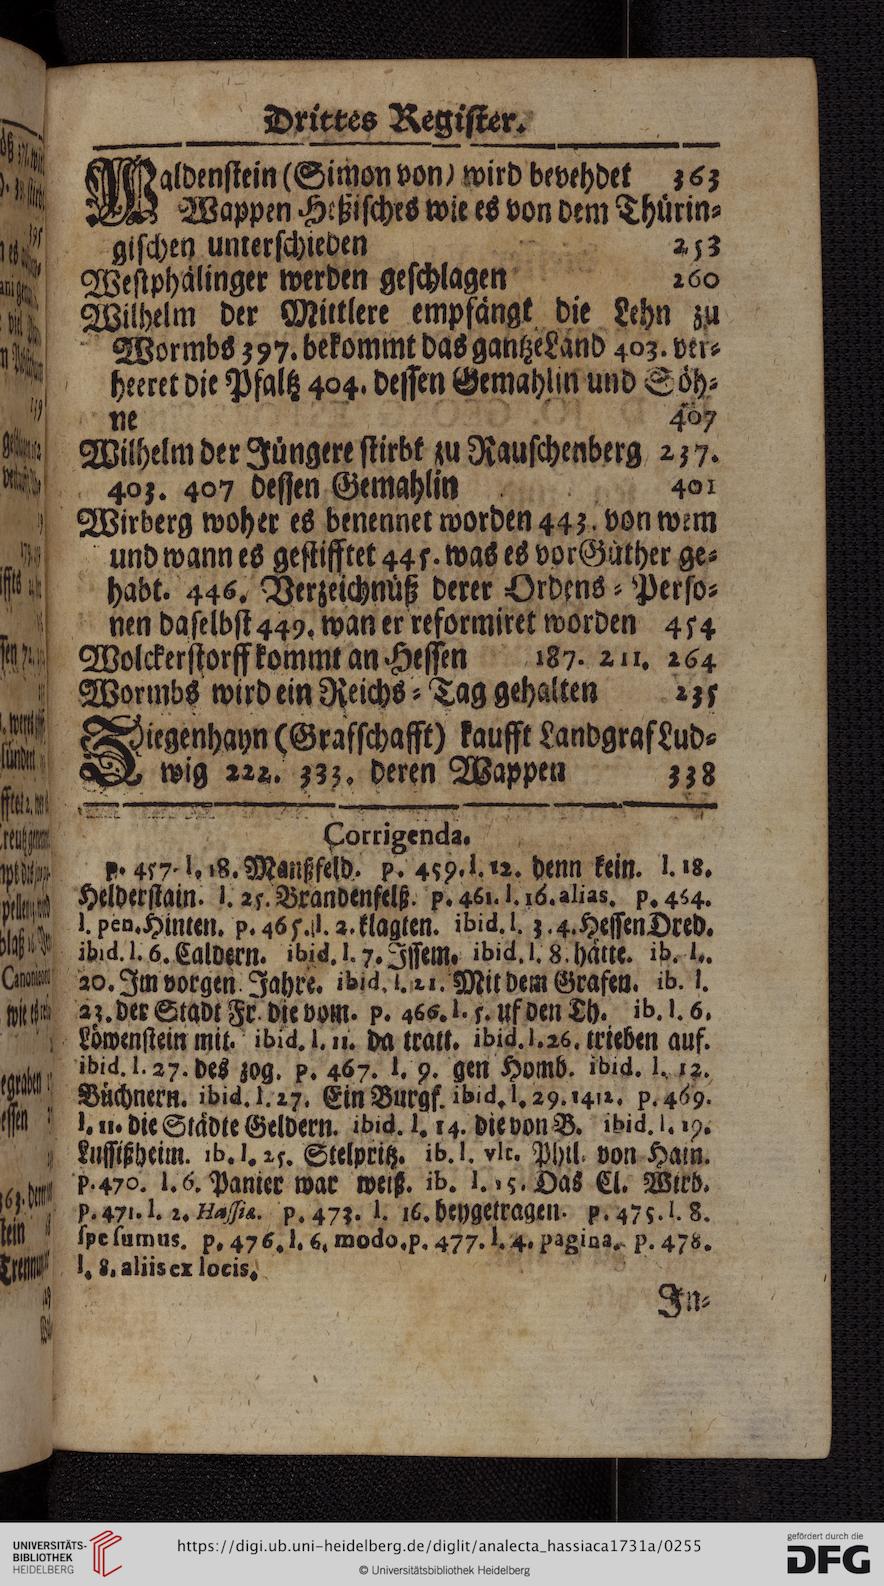 Drittes Register.
Waldenstein (Simon von) wird bevehdet 363
Wappen Heßisches wie es von dem Thürin-
gischen unterschieden 253
Westphälinger werden geschlagen 260
Wilhelm der Mittlere empfängt die Lehn zu
Wormbs 397. bekommt das gantze Land 403. ver-
heeret die Pfaltz 404. dessen Gemahlin und Söh-
ne 407
Wilhelm der Jüngere stirbt zu Rauschenberg 237.
403. 407 dessen Gemahlin 401
Wirberg woher es benennet worden 443. von wem
und wann es gestifftet 445. was es vor Güther ge-
habt. 446. Verzeichnüß derer Ordens-Perso-
nen daselbst 449. wan er reformiret worden 454
Wolckerstorff kommt an Hessen 187. 211. 264
Wormbs wird ein Reichs-Tag gehalten 235
Ziegenhayn (Grafschafft) kaufft Landgraf Lud-
wig 222. 333. deren Wappen 338
Corrigenda.
p. 457. l. 18. Manßfeld. p. 459. l. 12. denn kein. l. 18.
Helderstain. l. 25. Brandenfelß. p. 461. l. 16. alias. p. 464.
l. pen. Hinten. p. 465. l. 2. klagten. ibid. l. 3. 4. Hessen Dred.
ibid. l. 6. Caldern. ibid. l. 7. Issem. ibid. l. 8. hätte. ib. l.
20. Im vorgen. Jahre. ibid. l. 21. Mit dem Grafen. ib. l.
23. der Stadt Fr. die vom. p. 466. l. 5. uf den Th. ib. l. 6.
Löwenstein mit. ibid. l. 11. da tratt. ibid. l. 26. trieben auf.
ibid. l. 27. des zog. p. 467. l. 9. gen Homb. ibid. l. 12.
Büchnern. ibid. l. 27. Ein Burgf. ibid. l. 29. 1412. p. 469.
l. 11. die Städte Geldern. ibid. l. 14. die von B. ibid. l. 19.
Lussißheim. ib. l. 25. Stelpritz. ib. l. vlt. Phil. von Hain.
p. 470. l. 6. Panier war weiß. ib. l. 15. Das Cl. Wirb.
p. 471. l. 2. Hassia. p. 473. l. 16. beygetragen. p. 475. l. 8.
spe sumus. p. 476. l. 6. modo. p. 477. l. 4. pagina. p. 478.
l. 8. aliis ex locis.
In-
UNIVERSITÄTS-
BIBLIOTHEK
HEIDELBERG
https://digi.ub.uni-heidelberg.de/diglit/analecta_hassiaca1731a/0255
© Universitätsbibliothek Heidelberg
gefördert durch die
DFG